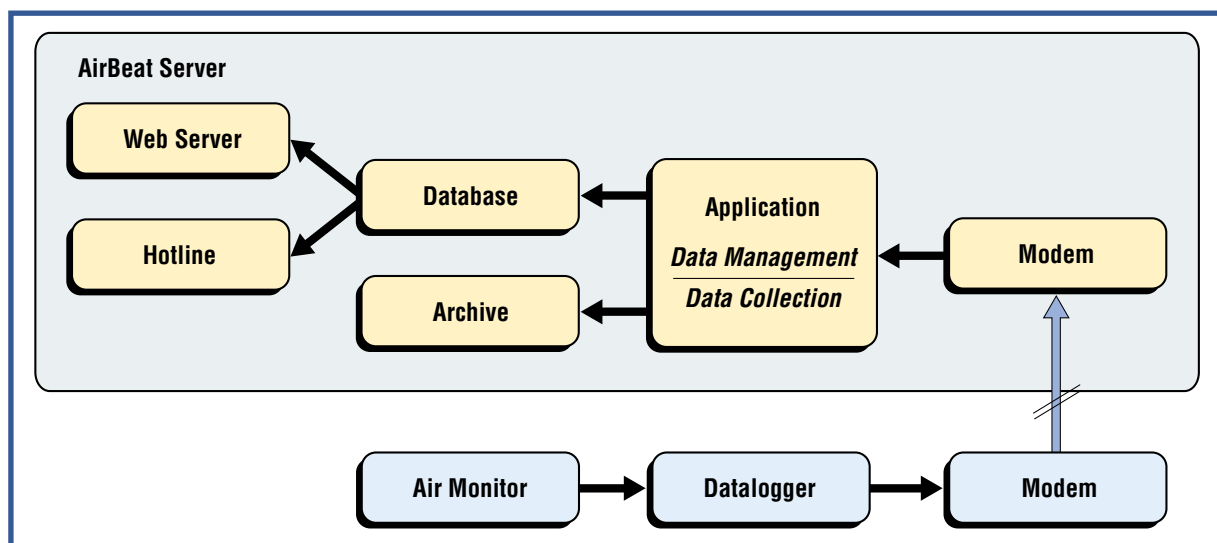 AirBeat Server
Web Server
Hotline
Database
Archive
Application
Data Management
Data Collection
Modem
Air Monitor
Datalogger
Modem